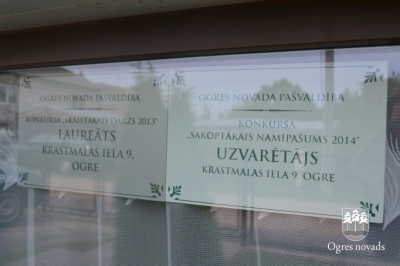 OGRES NOVADA PAŠVALDĪBA
KONKURSA „SKAISTĀKAIS DĀRZS 2013"
LAUREĀTS
KRASTMALAS IELA 9,
OGRE
OGRES NOVADA PAŠVALDĪBA
KONKURSA
„SAKOPTĀKAIS NAMĪPAŠUMS 2014"
UZVARĒTĀJS
KRASTMALAS IELA 9, OGRE
Ogres novads